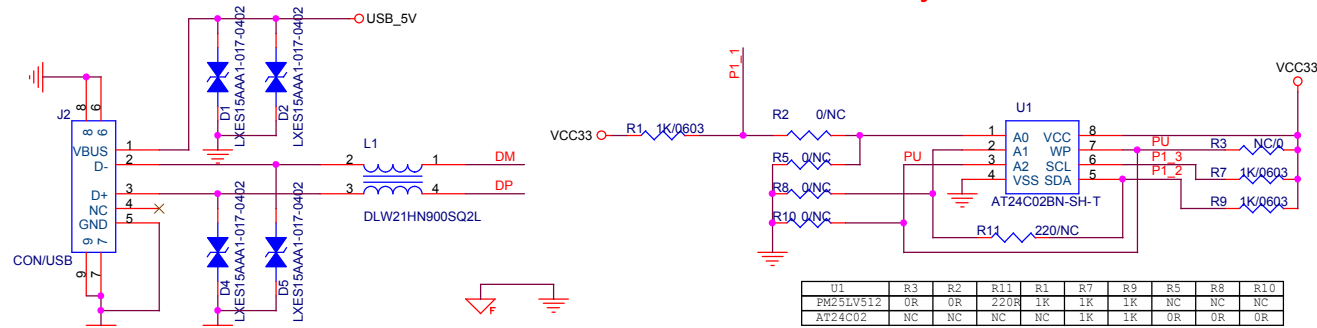 USB_5V
LXES15AAA1-017-0402
LXES15AAA1-017-0402
D1
D2
J2
8
6
8 6
VBUS 1
D- 2
D+ 3
NC 4
GND 5
9 7
9
7
CON/USB
L1
2 1 DM
3 4 DP
DLW21HN900SQ2L
D4
D5
LXES15AAA1-017-0402
LXES15AAA1-017-0402
F
P1_1
VCC33
R1 1K/0603
R2 0/NC
R5 0/NC
R8 0/NC
R10 0/NC
PU
U1
1 A0 VCC 8
2 A1 WP 7
3 A2 SCL 6
4 VSS SDA 5
AT24C02BN-SH-T
R11 220/NC
VCC33
PU
P1_3
P1_2
R3 NC/0
R7 1K/0603
R9 1K/0603
U1 R3 R2 R11 R1 R7 R9 R5 R8 R10
PM25LV512 0R 0R 220R 1K 1K 1K NC NC NC
AT24C02 NC NC NC NC 1K 1K 0R 0R 0R